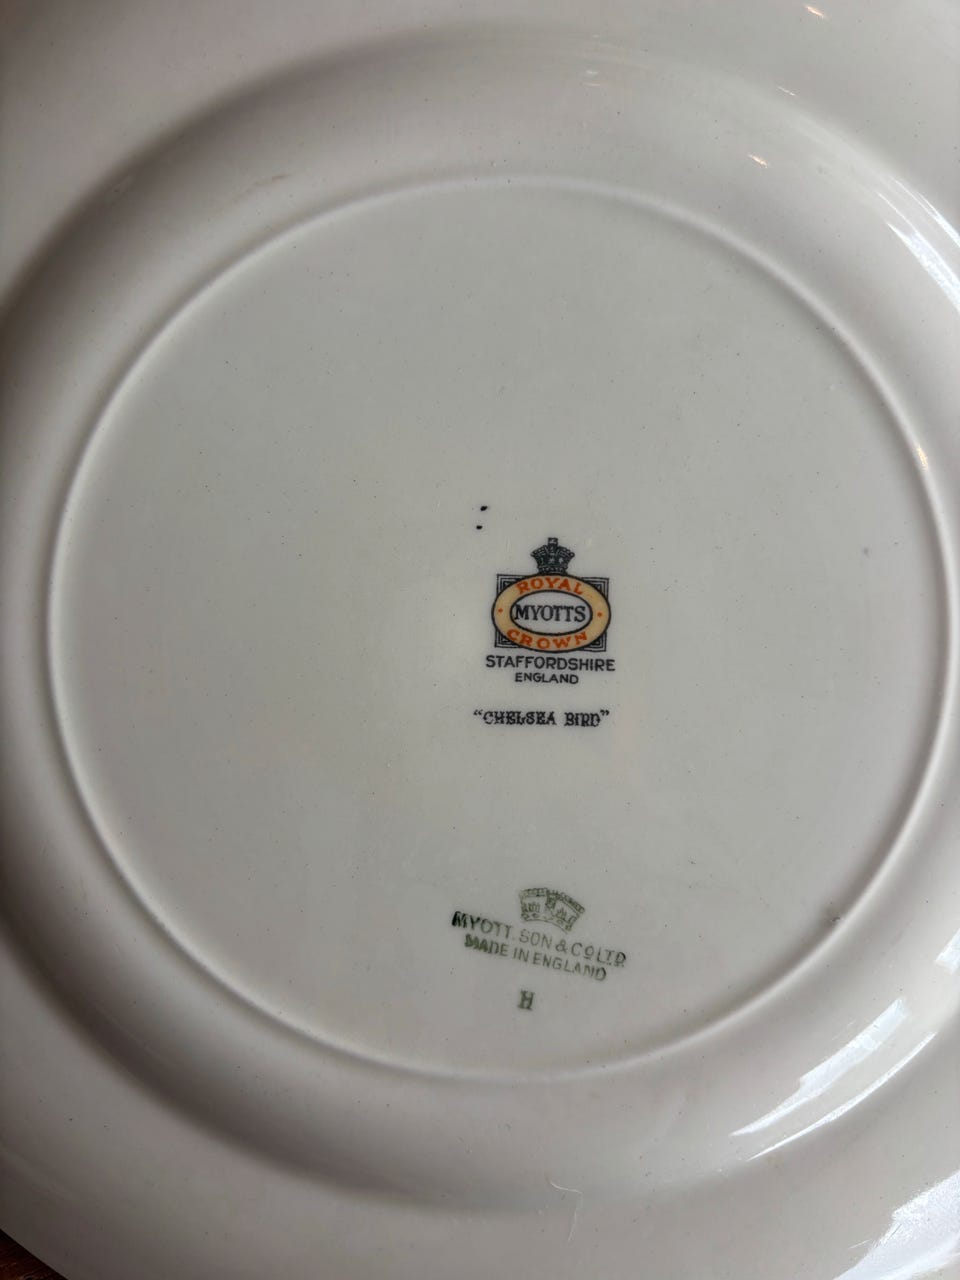 ROYAL
MYOTTS
CROWN
STAFFORDSHIRE
ENGLAND
“CHELSEA BIRD”
MYOTT. SON & CO LTD.
MADE IN ENGLAND
H